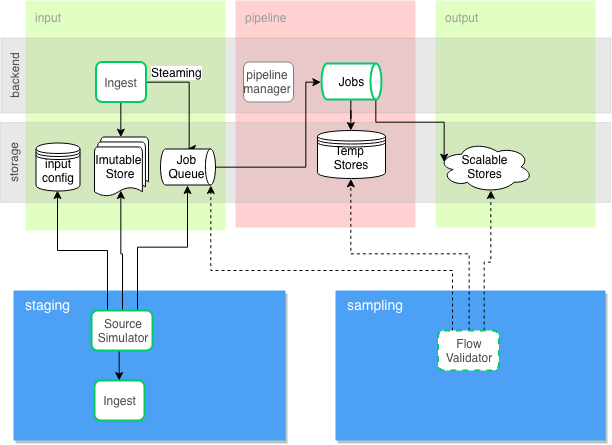 input
pipeline
output
backend
Ingest
Steaming
pipeline
manager
Jobs
storage
input
config
Imutable
Store
Job
Queue
Temp
Stores
Scalable
Stores
staging
Source
Simulator
Ingest
sampling
Flow
Validator